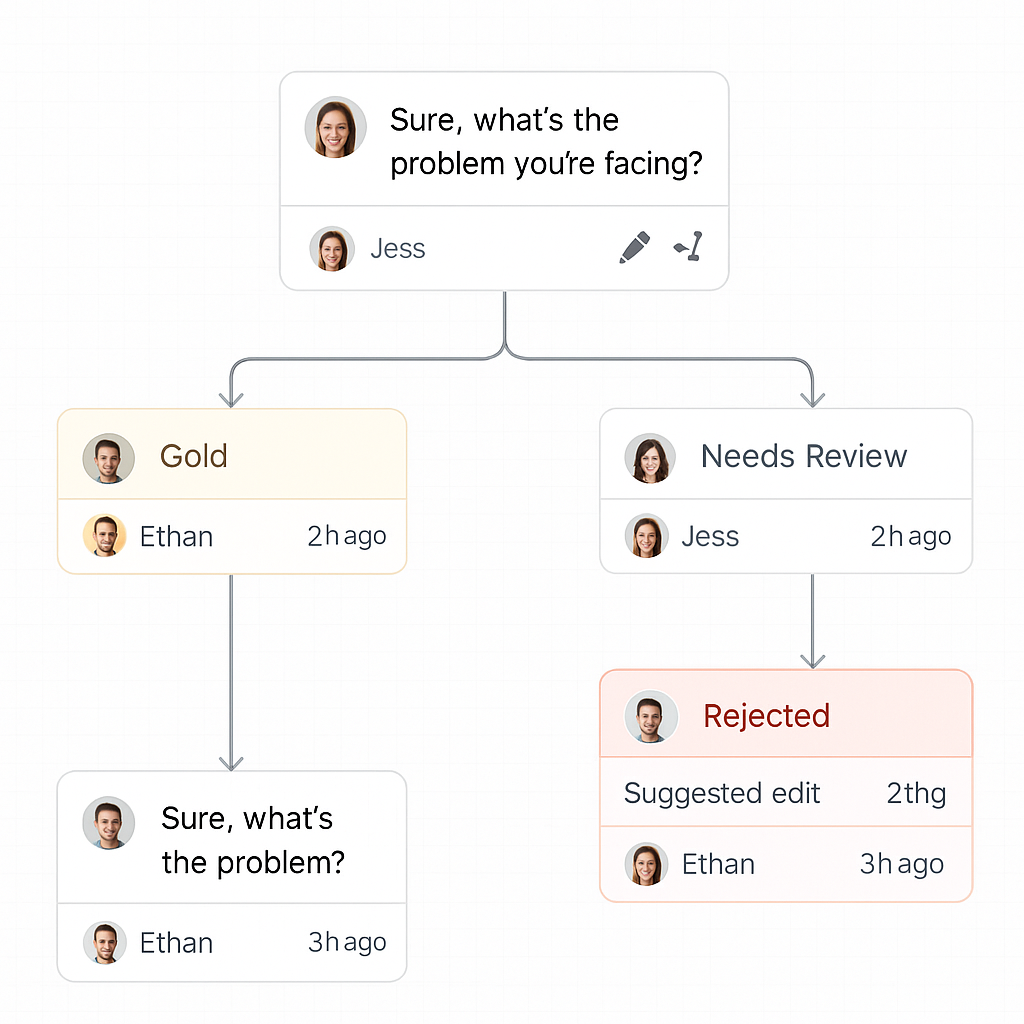 Sure, what's the
problem you're facing?
Jess
Gold
Ethan 2h ago
Needs Review
Jess 2h ago
Rejected
Suggested edit 2thg
Ethan 3h ago
Sure, what's
the problem?
Ethan 3h ago